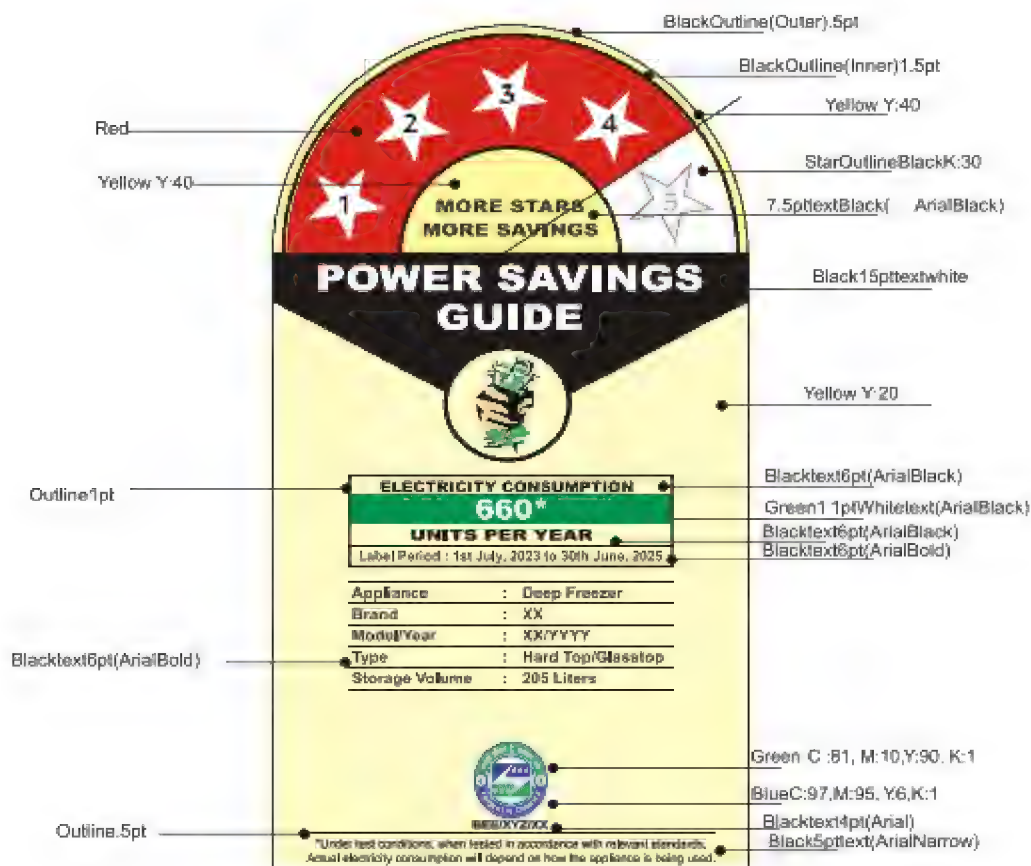 BlackOutline(Outer).5pt
BlackOutline(Inner)1.5pt
Yellow Y:40
Red
StarOutlineBlackK:30
Yellow Y:40
7.5pttextBlack( ArialBlack)
1
2
3
4
5
MORE STARS
MORE SAVINGS
POWER SAVINGS
GUIDE
Black15pttextwhite
Yellow Y:20
Outline1pt
ELECTRICITY CONSUMPTION
Blacktext6pt(ArialBlack)
660*
Green11ptWhitetext(ArialBlack)
UNITS PER YEAR
Blacktext6pt(ArialBlack)
Label Period : 1st July, 2023 to 30th June, 2025
Blacktext6pt(ArialBold)
Appliance : Deep Freezer
Brand : XX
Model/Year : XX/YYYY
Type : Hard Top/Glasstop
Storage Volume : 205 Liters
Blacktext6pt(ArialBold)
Green C :81, M:10,Y:90, K:1
BlueC:97,M:95, Y:6,K:1
BEE/XYZ/XX
Blacktext4pt(Arial)
Outline.5pt
*Under test conditions, when tested in accordance with relevant standards.
Actual electricity consumption will depend on how the appliance is being used.
Black5pttext(ArialNarrow)